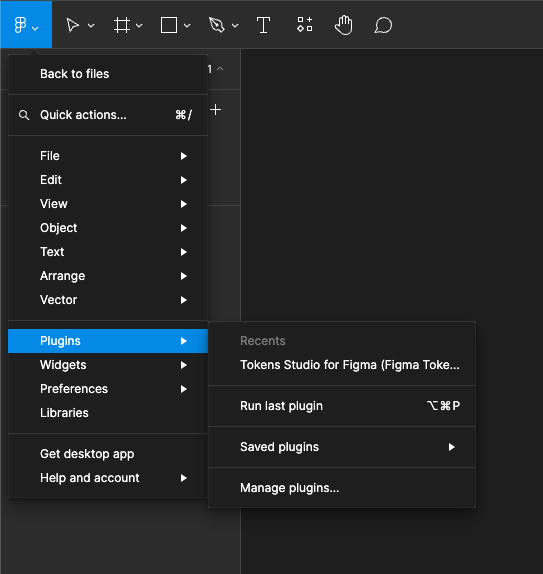 T
1
Back to files
Quick actions... ⌘/
File
Edit
View
Object
Text
Arrange
Vector
Plugins
Widgets
Preferences
Libraries
Get desktop app
Help and account
Recents
Tokens Studio for Figma (Figma Toke...
Run last plugin ⌥⌘P
Saved plugins
Manage plugins...